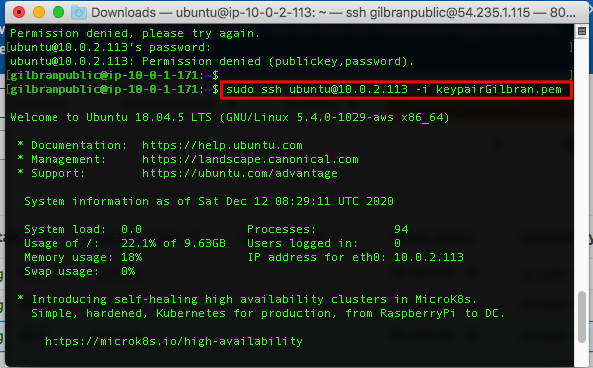 Downloads — ubuntu@ip-10-0-2-113: ~ — ssh gilbranpublic@54.235.1.115 — 80...
Permission denied, please try again.
[ubuntu@10.0.2.113's password: ]
ubuntu@10.0.2.113: Permission denied (publickey,password).
[gilbranpublic@ip-10-0-1-171:~$ ]
[gilbranpublic@ip-10-0-1-171:~$ sudo ssh ubuntu@10.0.2.113 -i keypairGilbran.pem
Welcome to Ubuntu 18.04.5 LTS (GNU/Linux 5.4.0-1029-aws x86_64)
* Documentation: https://help.ubuntu.com
* Management: https://landscape.canonical.com
* Support: https://ubuntu.com/advantage
System information as of Sat Dec 12 08:29:11 UTC 2020
System load: 0.0 Processes: 94
Usage of /: 22.1% of 9.63GB Users logged in: 0
Memory usage: 18% IP address for eth0: 10.0.2.113
Swap usage: 0%
* Introducing self-healing high availability clusters in MicroK8s.
Simple, hardened, Kubernetes for production, from RaspberryPi to DC.
https://microk8s.io/high-availability